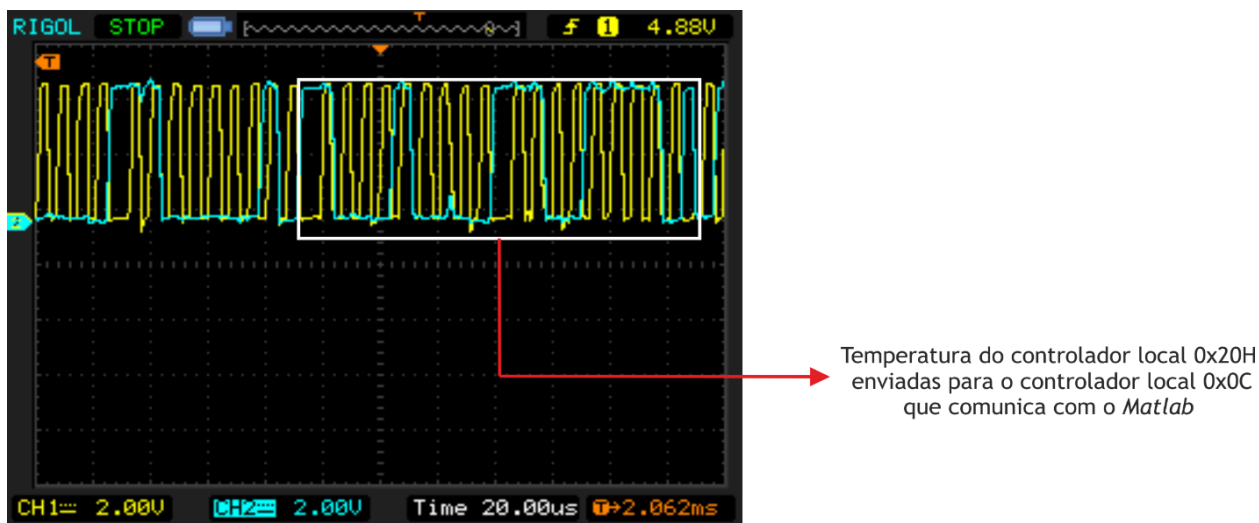 RIGOL STOP 1 4.88V
T
CH1 2.00V CH2 2.00V Time 20.00us T→2.062ms
Temperatura do controlador local 0x20H
enviadas para o controlador local 0x0C
que comunica com o Matlab